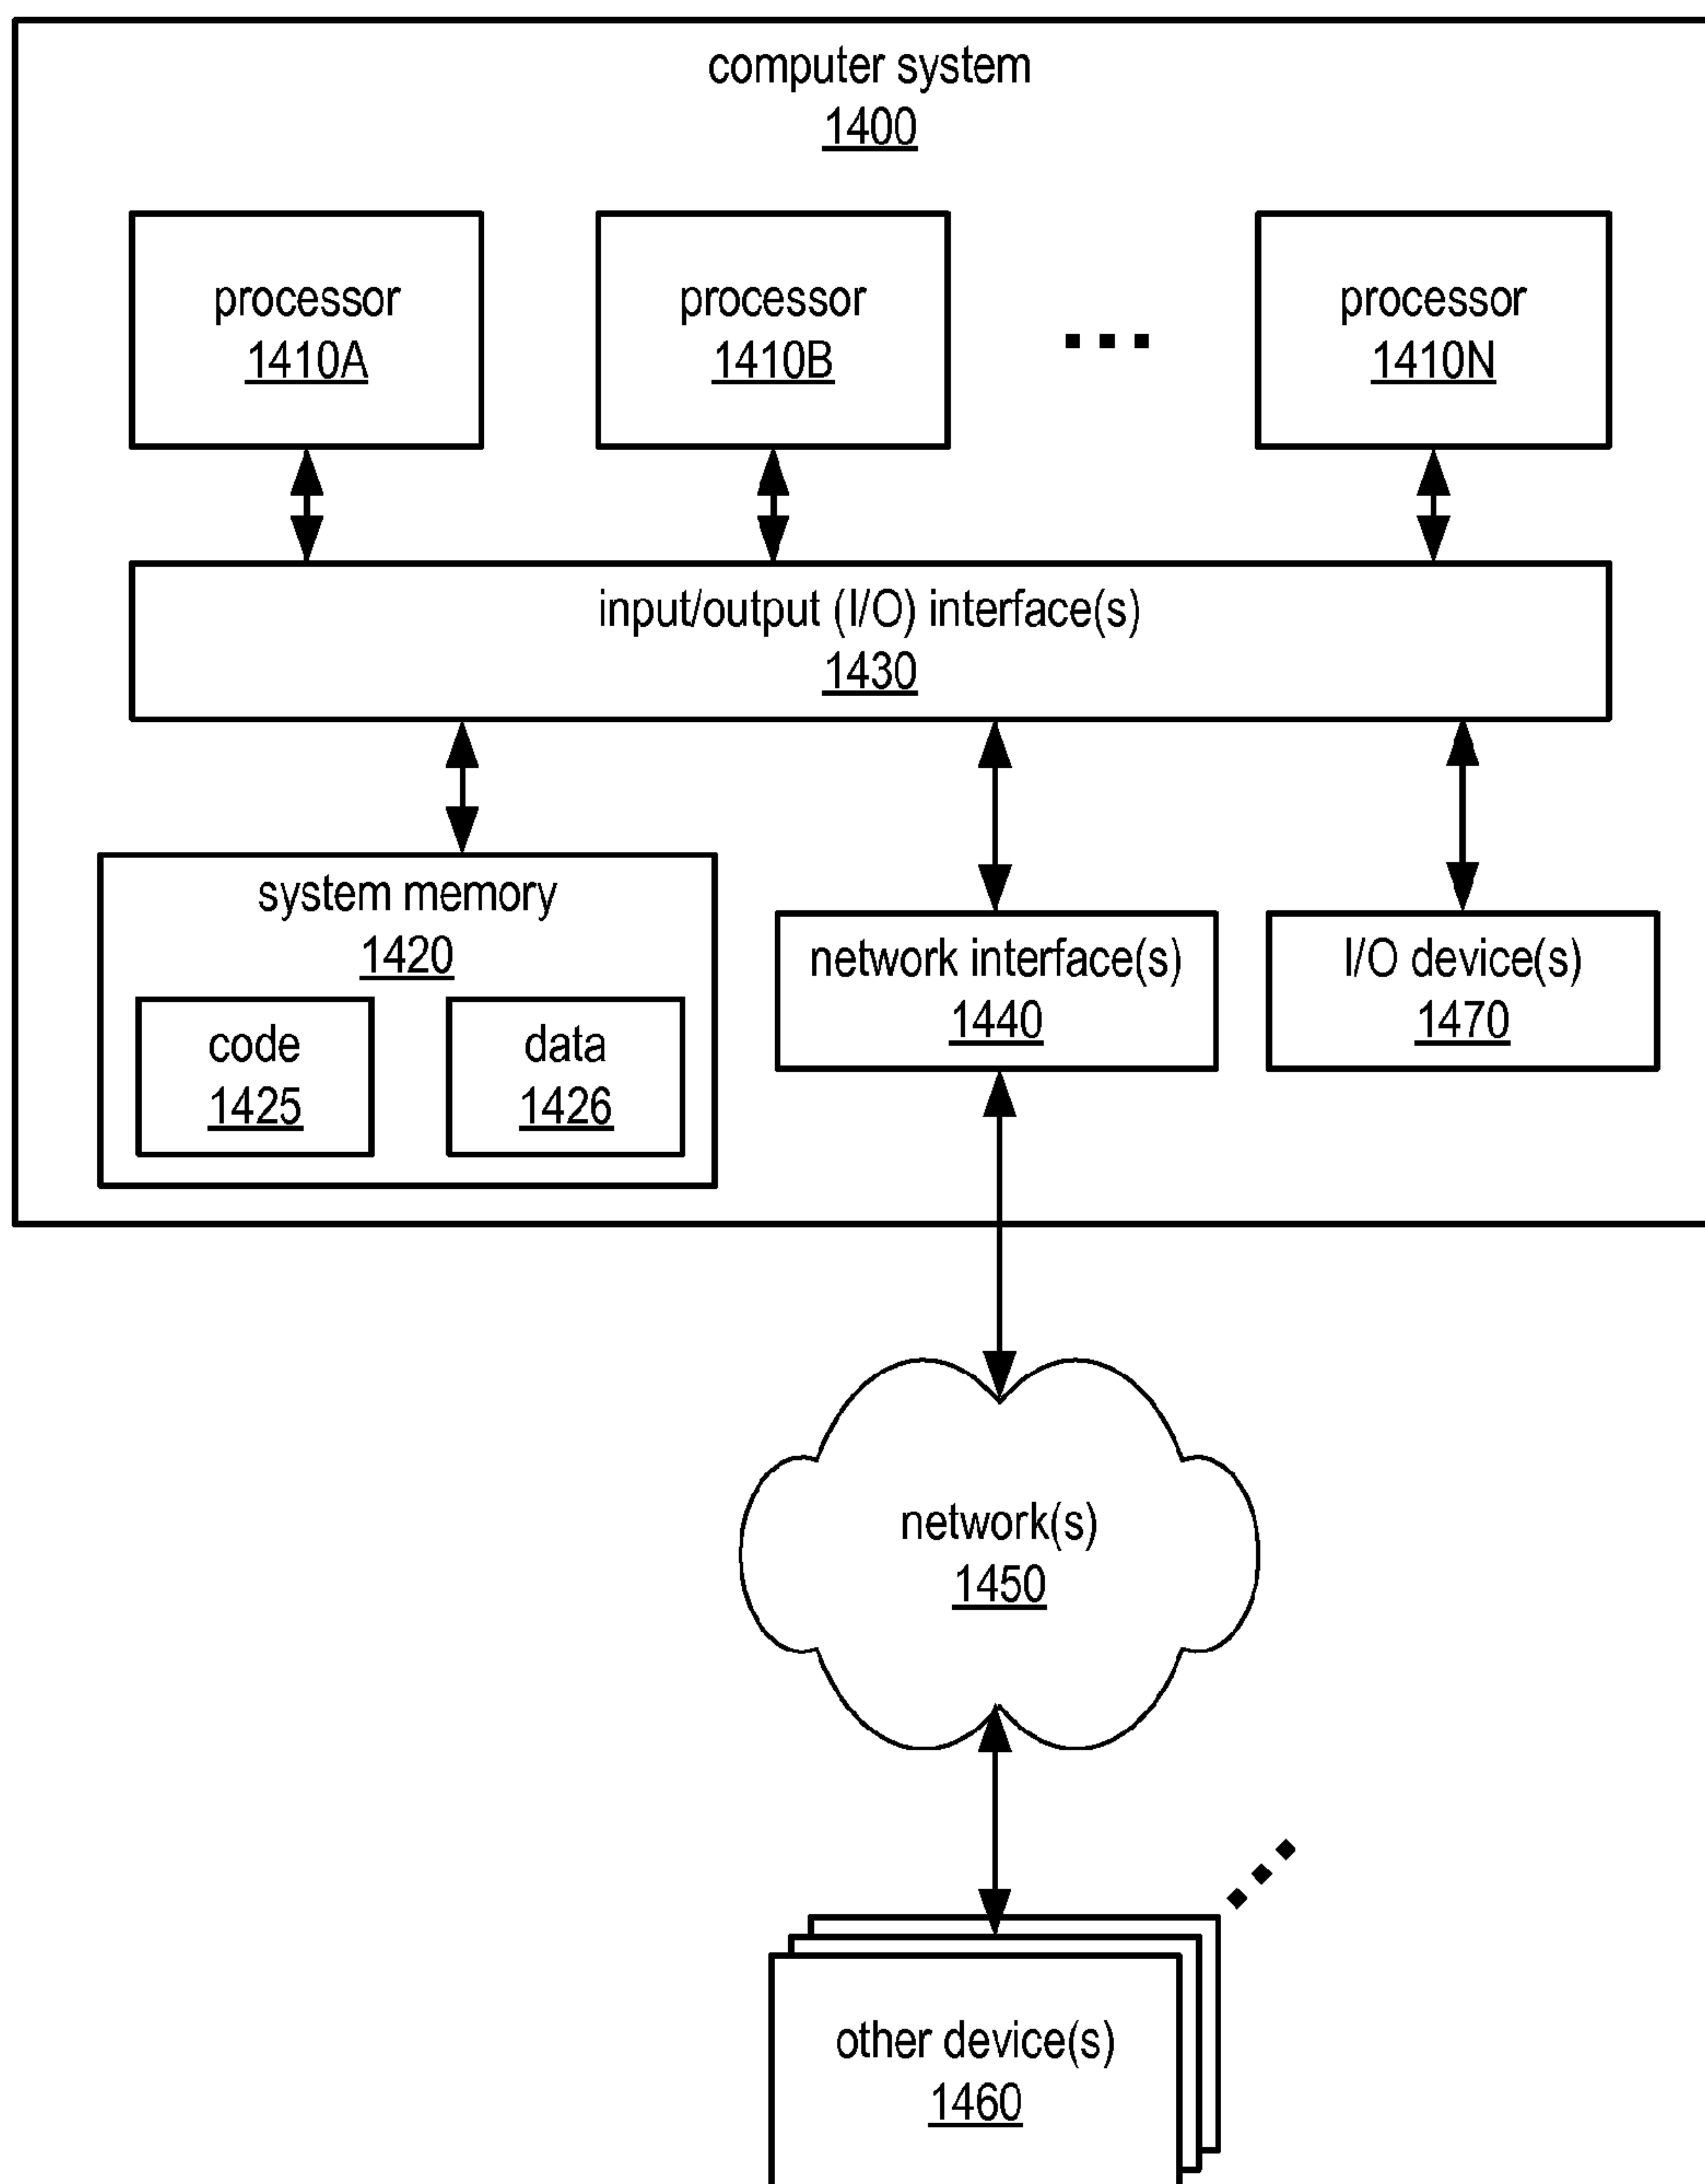 computer system
1400
processor
1410A
processor
1410B
processor
1410N
input/output (I/O) interface(s)
1430
system memory
1420
code
1425
data
1426
network interface(s)
1440
I/O device(s)
1470
network(s)
1450
other device(s)
1460